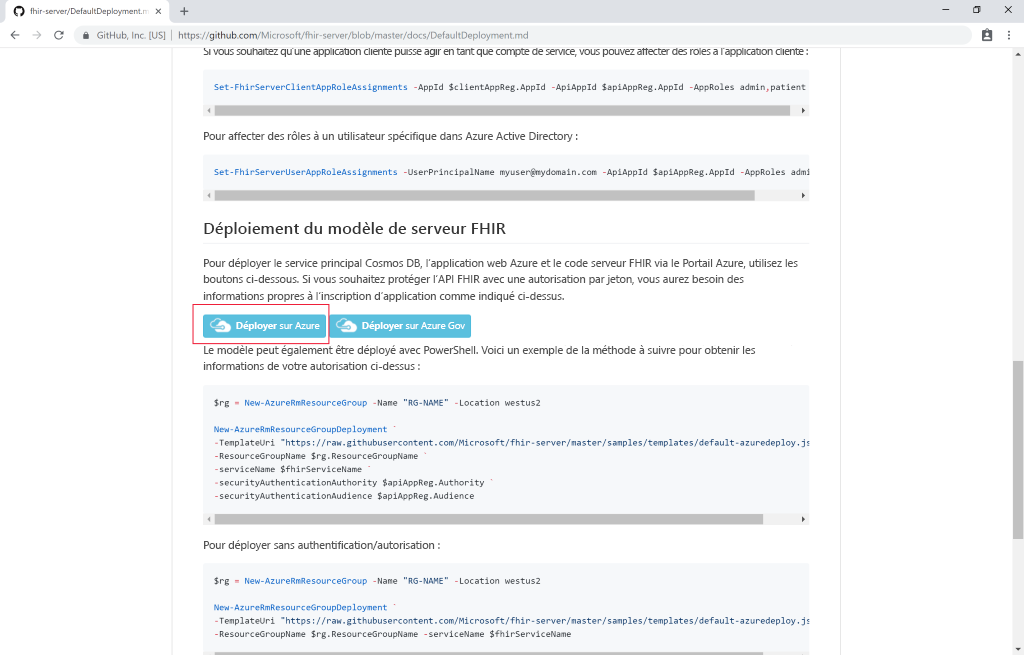 fhir-server/DefaultDeployment.m
GitHub, Inc. [US] https://github.com/Microsoft/fhir-server/blob/master/docs/DefaultDeployment.md
Si vous souhaitez qu'une application cliente puisse agir en tant que compte de service, vous pouvez affecter des rôles à l'application cliente :
Set-FhirServerClientAppRoleAssignments -AppId $clientAppReg.AppId -ApiAppId $apiAppReg.AppId -AppRoles admin,patient
Pour affecter des rôles à un utilisateur spécifique dans Azure Active Directory :
Set-FhirServerUserAppRoleAssignments -UserPrincipalName myuser@mydomain.com -ApiAppId $apiAppReg.AppId -AppRoles admi
Déploiement du modèle de serveur FHIR
Pour déployer le service principal Cosmos DB, l'application web Azure et le code serveur FHIR via le Portail Azure, utilisez les
boutons ci-dessous. Si vous souhaitez protéger l'API FHIR avec une autorisation par jeton, vous aurez besoin des
informations propres à l'inscription d'application comme indiqué ci-dessus.
Déployer sur Azure Déployer sur Azure Gov
Le modèle peut également être déployé avec PowerShell. Voici un exemple de la méthode à suivre pour obtenir les
informations de votre autorisation ci-dessus :
$rg = New-AzureRmResourceGroup -Name "RG-NAME" -Location westus2
New-AzureRmResourceGroupDeployment `
-TemplateUri "https://raw.githubusercontent.com/Microsoft/fhir-server/master/samples/templates/default-azuredeploy.js
-ResourceGroupName $rg.ResourceGroupName `
-serviceName $fhirServiceName `
-securityAuthenticationAuthority $apiAppReg.Authority `
-securityAuthenticationAudience $apiAppReg.Audience
Pour déployer sans authentification/autorisation :
$rg = New-AzureRmResourceGroup -Name "RG-NAME" -Location westus2
New-AzureRmResourceGroupDeployment `
-TemplateUri "https://raw.githubusercontent.com/Microsoft/fhir-server/master/samples/templates/default-azuredeploy.js
-ResourceGroupName $rg.ResourceGroupName -serviceName $fhirServiceName